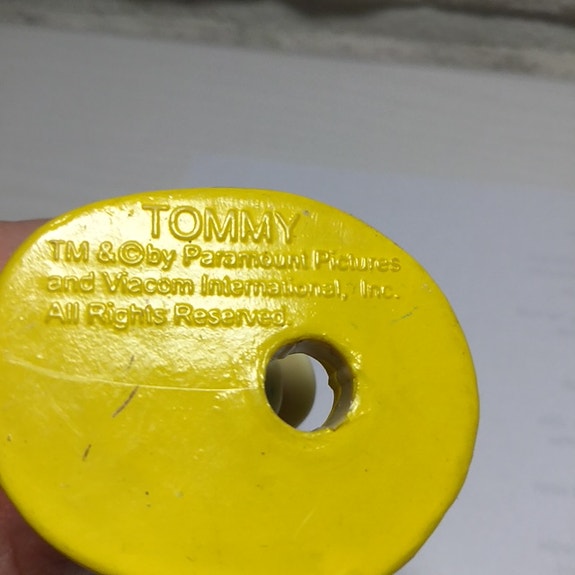 TOMMY
TM & © by Paramount Pictures
and Viacom International, Inc.
All Rights Reserved.